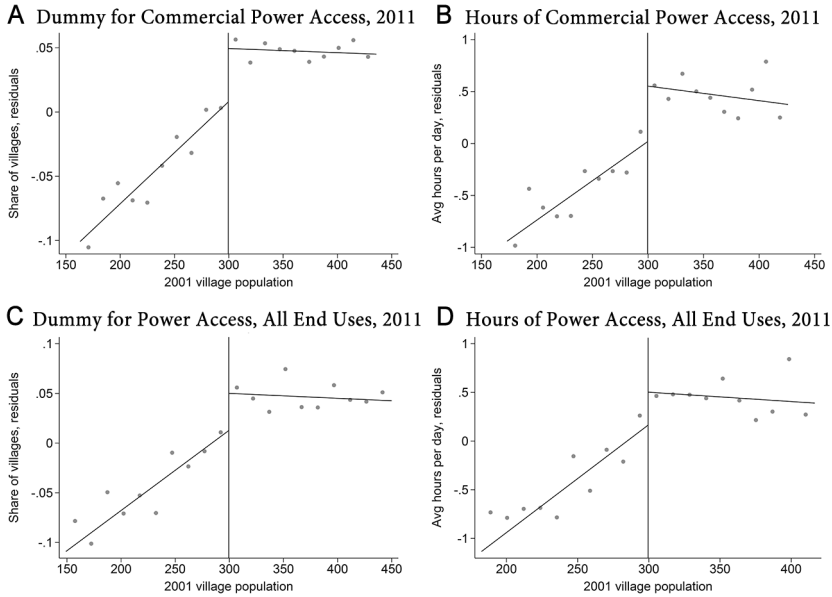 A Dummy for Commercial Power Access, 2011
Share of villages, residuals
.05
0
-.05
-.1
150 200 250 300 350 400 450
2001 village population
B Hours of Commercial Power Access, 2011
Avg hours per day, residuals
1
.5
0
-.5
-1
150 200 250 300 350 400 450
2001 village population
C Dummy for Power Access, All End Uses, 2011
Share of villages, residuals
.1
.05
0
-.05
-.1
150 200 250 300 350 400 450
2001 village population
D Hours of Power Access, All End Uses, 2011
Avg hours per day, residuals
1
.5
0
-.5
-1
200 250 300 350 400
2001 village population